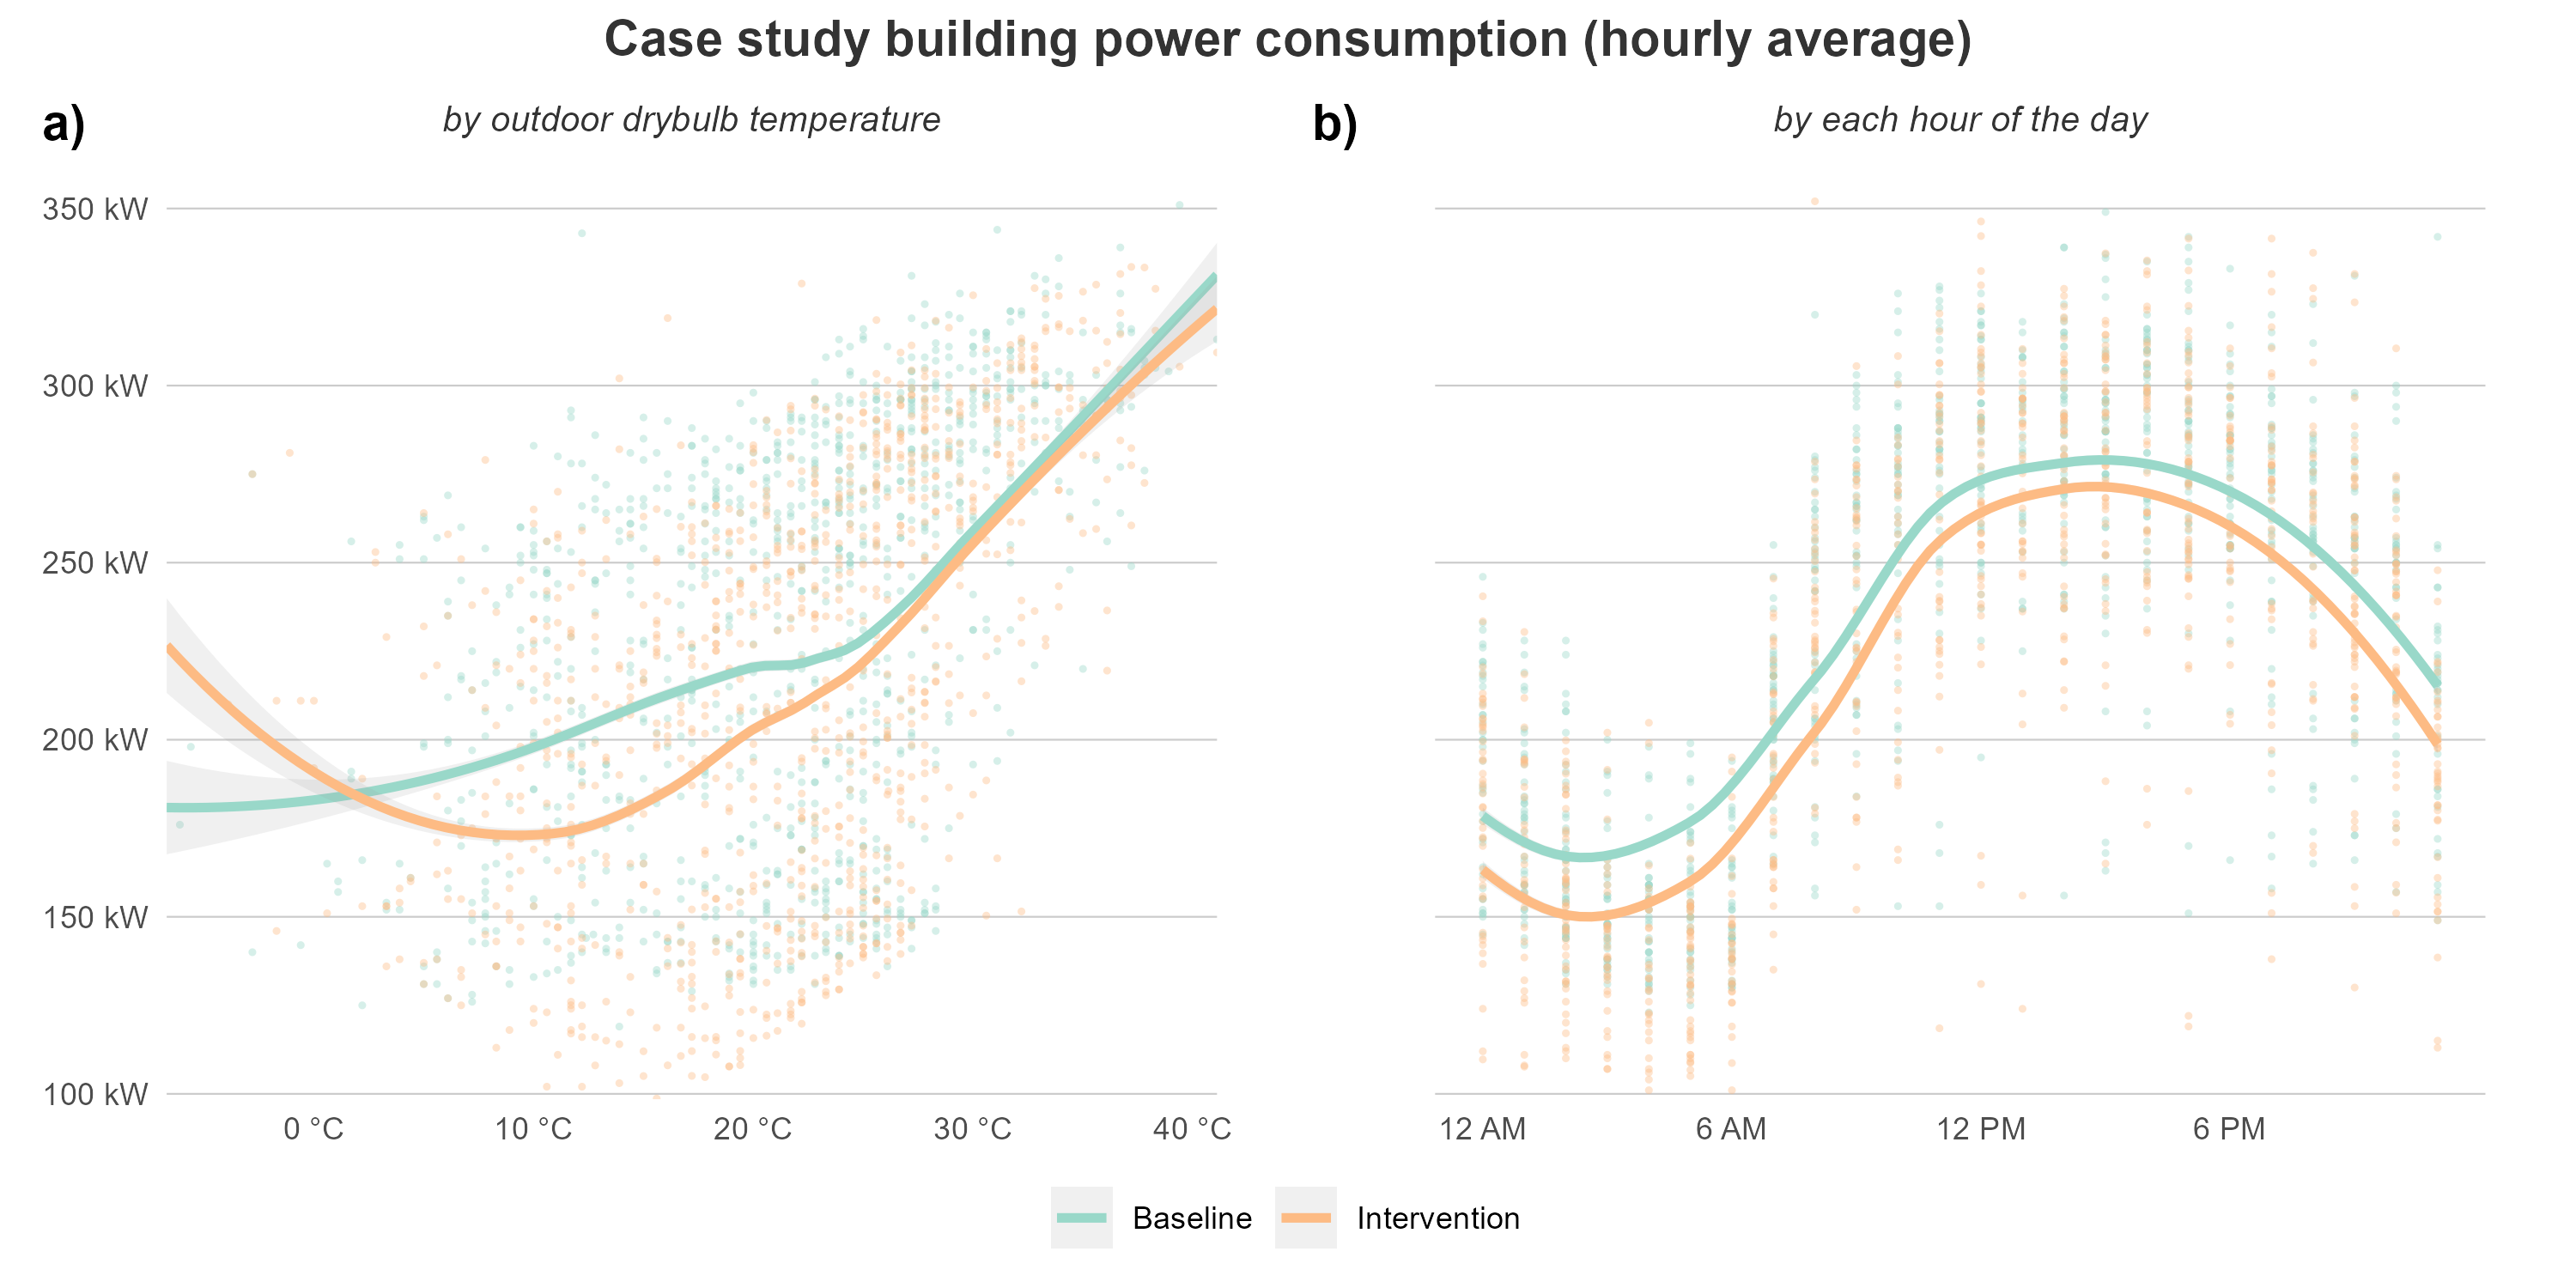 Case study building power consumption (hourly average)
a)
by outdoor drybulb temperature
b)
by each hour of the day
350 kW
300 kW
250 kW
200 kW
150 kW
100 kW
0 °C 10 °C 20 °C 30 °C 40 °C
12 AM 6 AM 12 PM 6 PM
Baseline Intervention